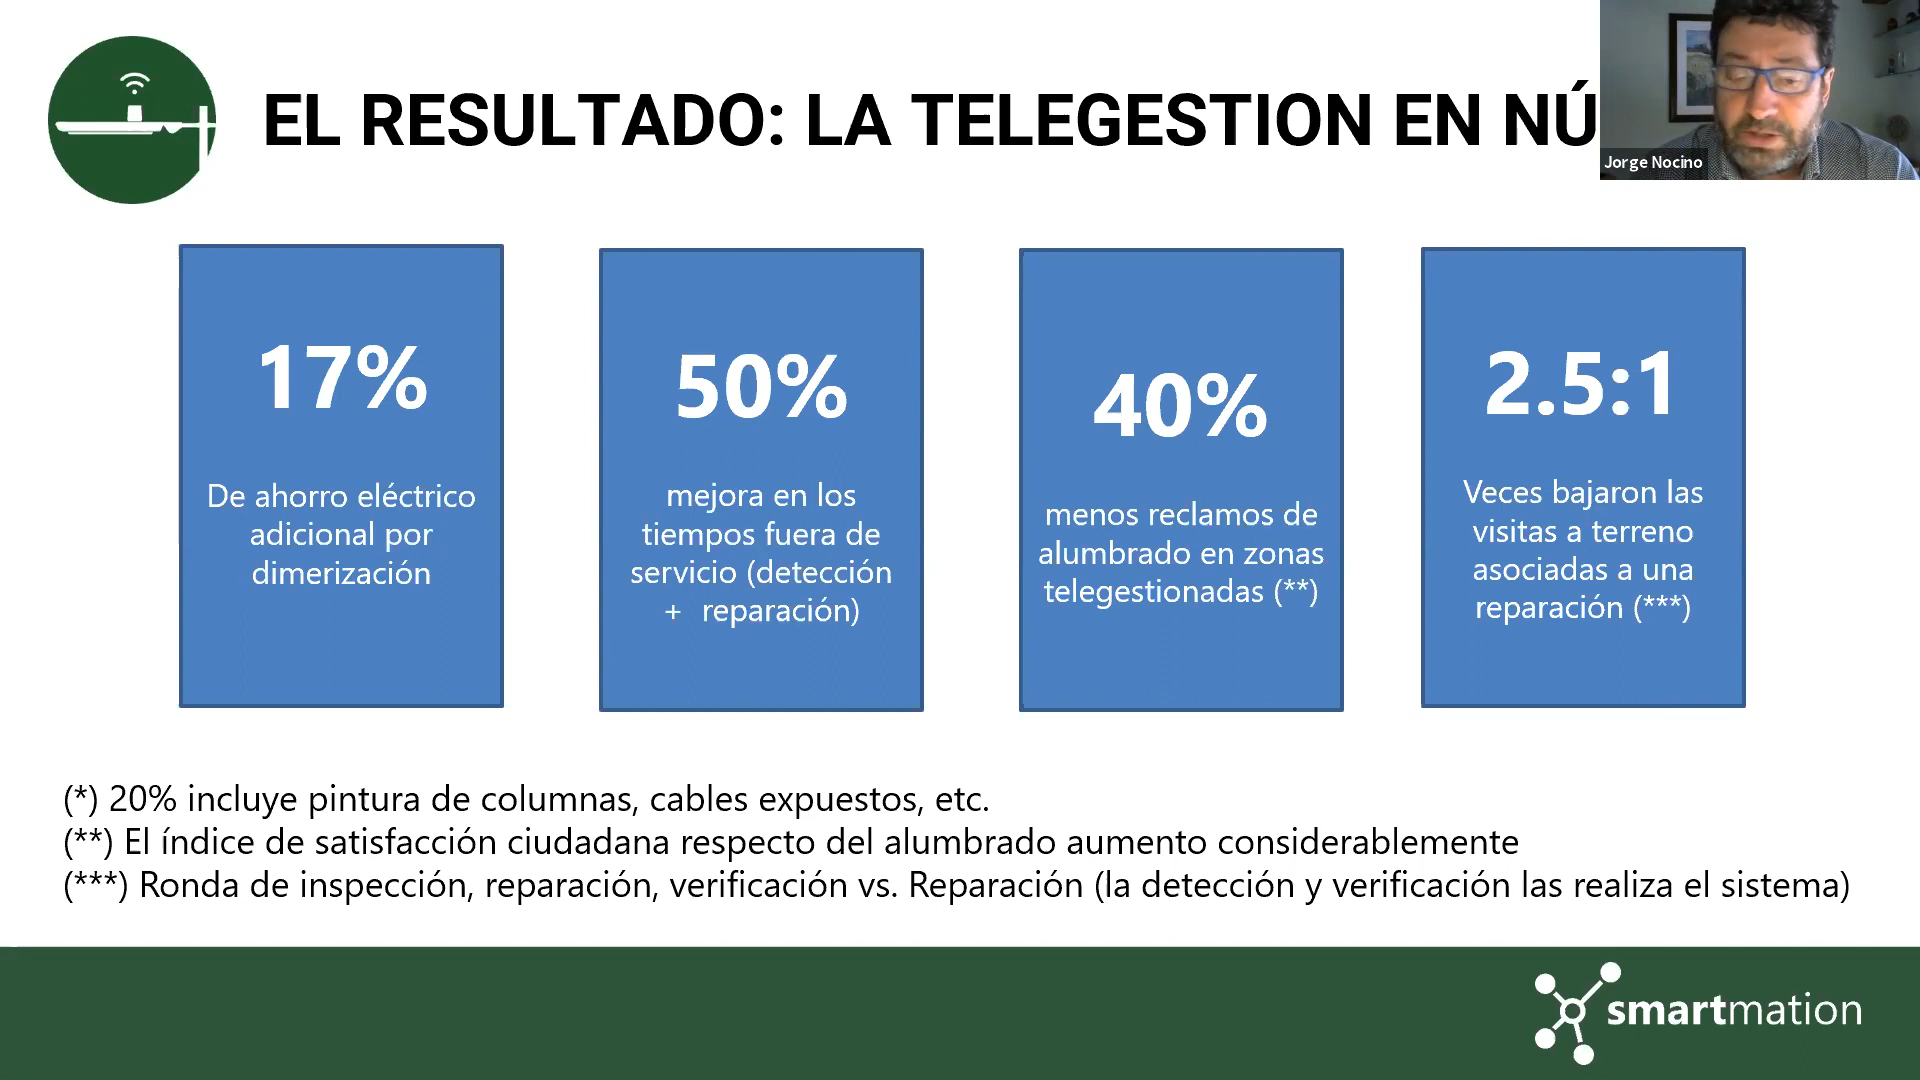 EL RESULTADO: LA TELEGESTION EN NÚ
Jorge Nocino
17%
De ahorro eléctrico
adicional por
dimerización
50%
mejora en los
tiempos fuera de
servicio (detección
+ reparación)
40%
menos reclamos de
alumbrado en zonas
telegestionadas (**)
2.5:1
Veces bajaron las
visitas a terreno
asociadas a una
reparación (***)
(*) 20% incluye pintura de columnas, cables expuestos, etc.
(**) El índice de satisfacción ciudadana respecto del alumbrado aumento considerablemente
(***) Ronda de inspección, reparación, verificación vs. Reparación (la detección y verificación las realiza el sistema)
smartmation